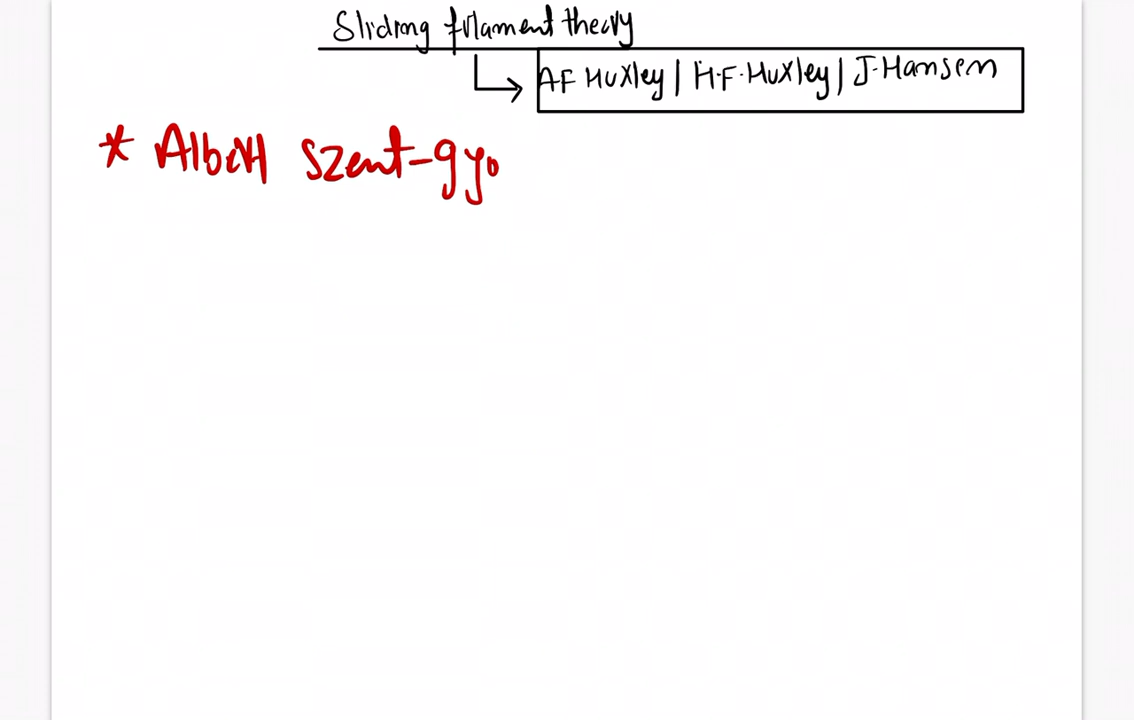 Sliding filament theory
AF Huxley | H.F. Huxley | J. Hansen
* Albert Szent-gyo